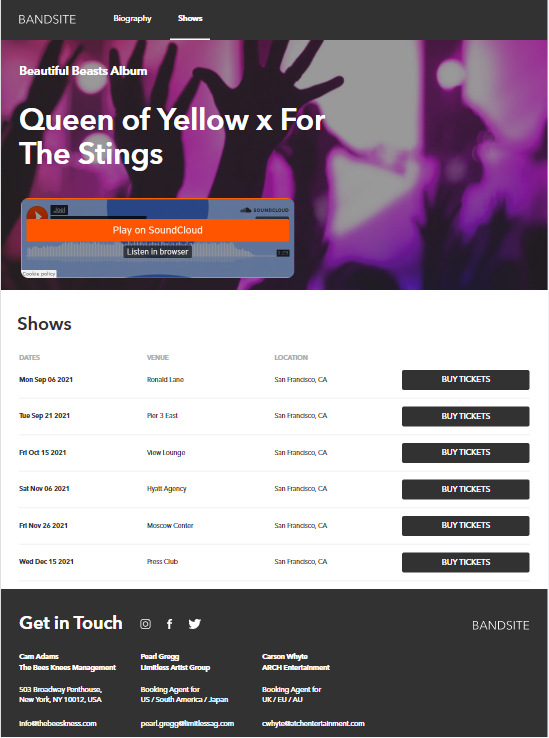 BANDSITE
Biography
Shows
Beautiful Beasts Album
Queen of Yellow x For
The Stings
Joel
SOUNDCLOUD
Play on SoundCloud
Listen in browser
Cookie policy
Shows
DATES VENUE LOCATION
Mon Sep 06 2021 Ronald Lane San Francisco, CA BUY TICKETS
Tue Sep 21 2021 Pier 3 East San Francisco, CA BUY TICKETS
Fri Oct 15 2021 View Lounge San Francisco, CA BUY TICKETS
Sat Nov 06 2021 Hyatt Agency San Francisco, CA BUY TICKETS
Fri Nov 26 2021 Moscow Center San Francisco, CA BUY TICKETS
Wed Dec 15 2021 Press Club San Francisco, CA BUY TICKETS
Get in Touch
BANDSITE
Cam Adams
The Bees Knees Management
503 Broadway Penthouse,
New York, NY 10012, USA
info@thebeeskness.com
Pearl Gregg
Limitless Artist Group
Booking Agent for
US / South America / Japan
pearl.gregg@limitlessag.com
Carson Whyte
ARCH Entertainment
Booking Agent for
UK / EU / AU
cwhyte@atchentertainment.com